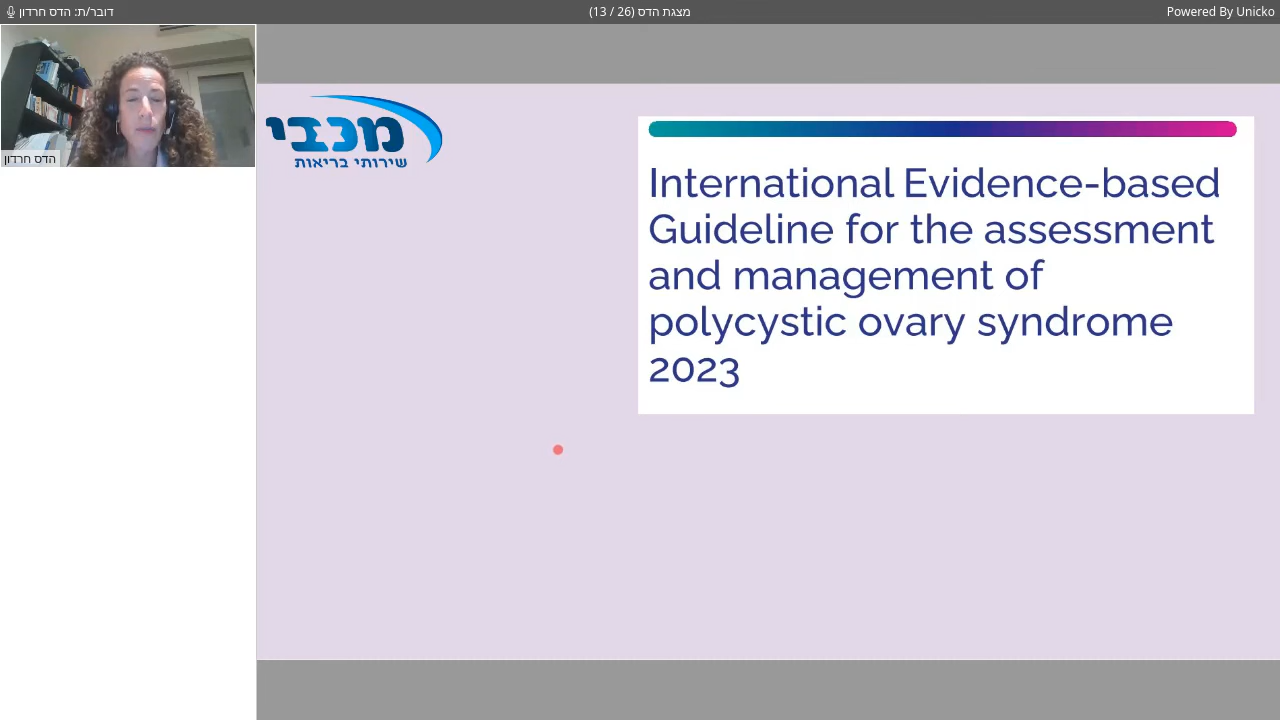 דובר/ת: הדס חרדון
מצגת הדס (26 / 13)
Powered By Unicko
הדס חרדון
מכבי
שירותי בריאות
International Evidence-based
Guideline for the assessment
and management of
polycystic ovary syndrome
2023